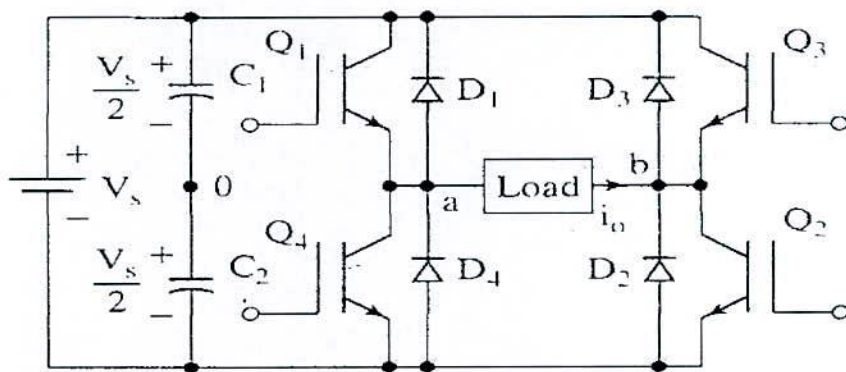 Q₁
Q₃
Vₛ/2
+
−
C₁
D₁
D₃
+
Vₛ
−
0
a
Load
iₒ
b
Q₄
Q₂
Vₛ/2
+
−
C₂
D₄
D₂